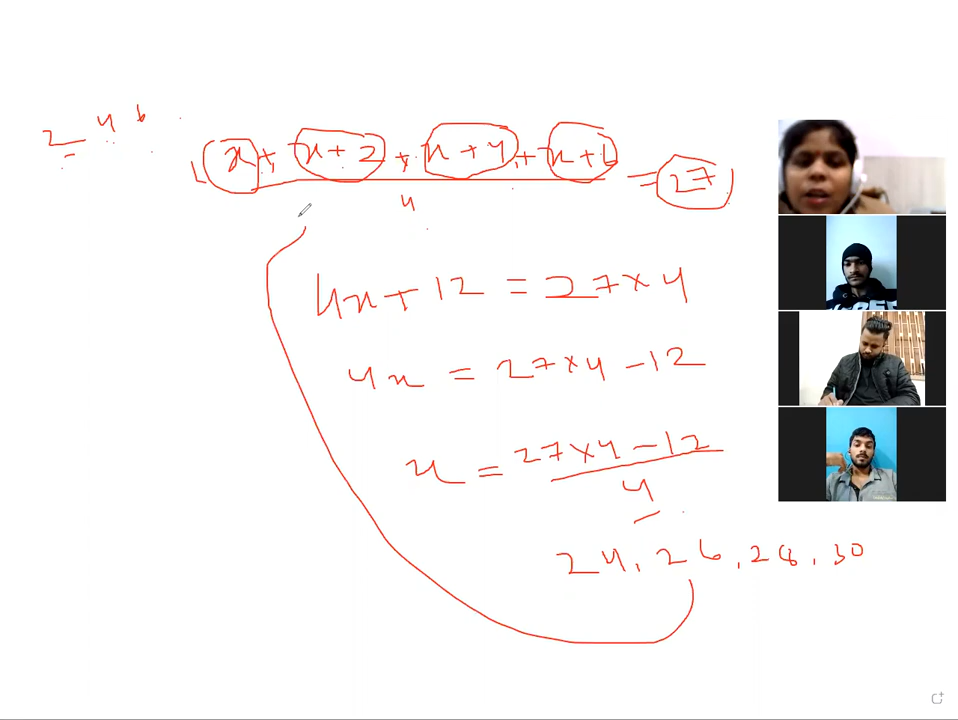 2 4 6
x + x + 2 + x + 4 + x + 6 = 27
4
4x + 12 = 27 × 4
4x = 27 × 4 - 12
x = 27 × 4 - 12
4
24, 26, 28, 30